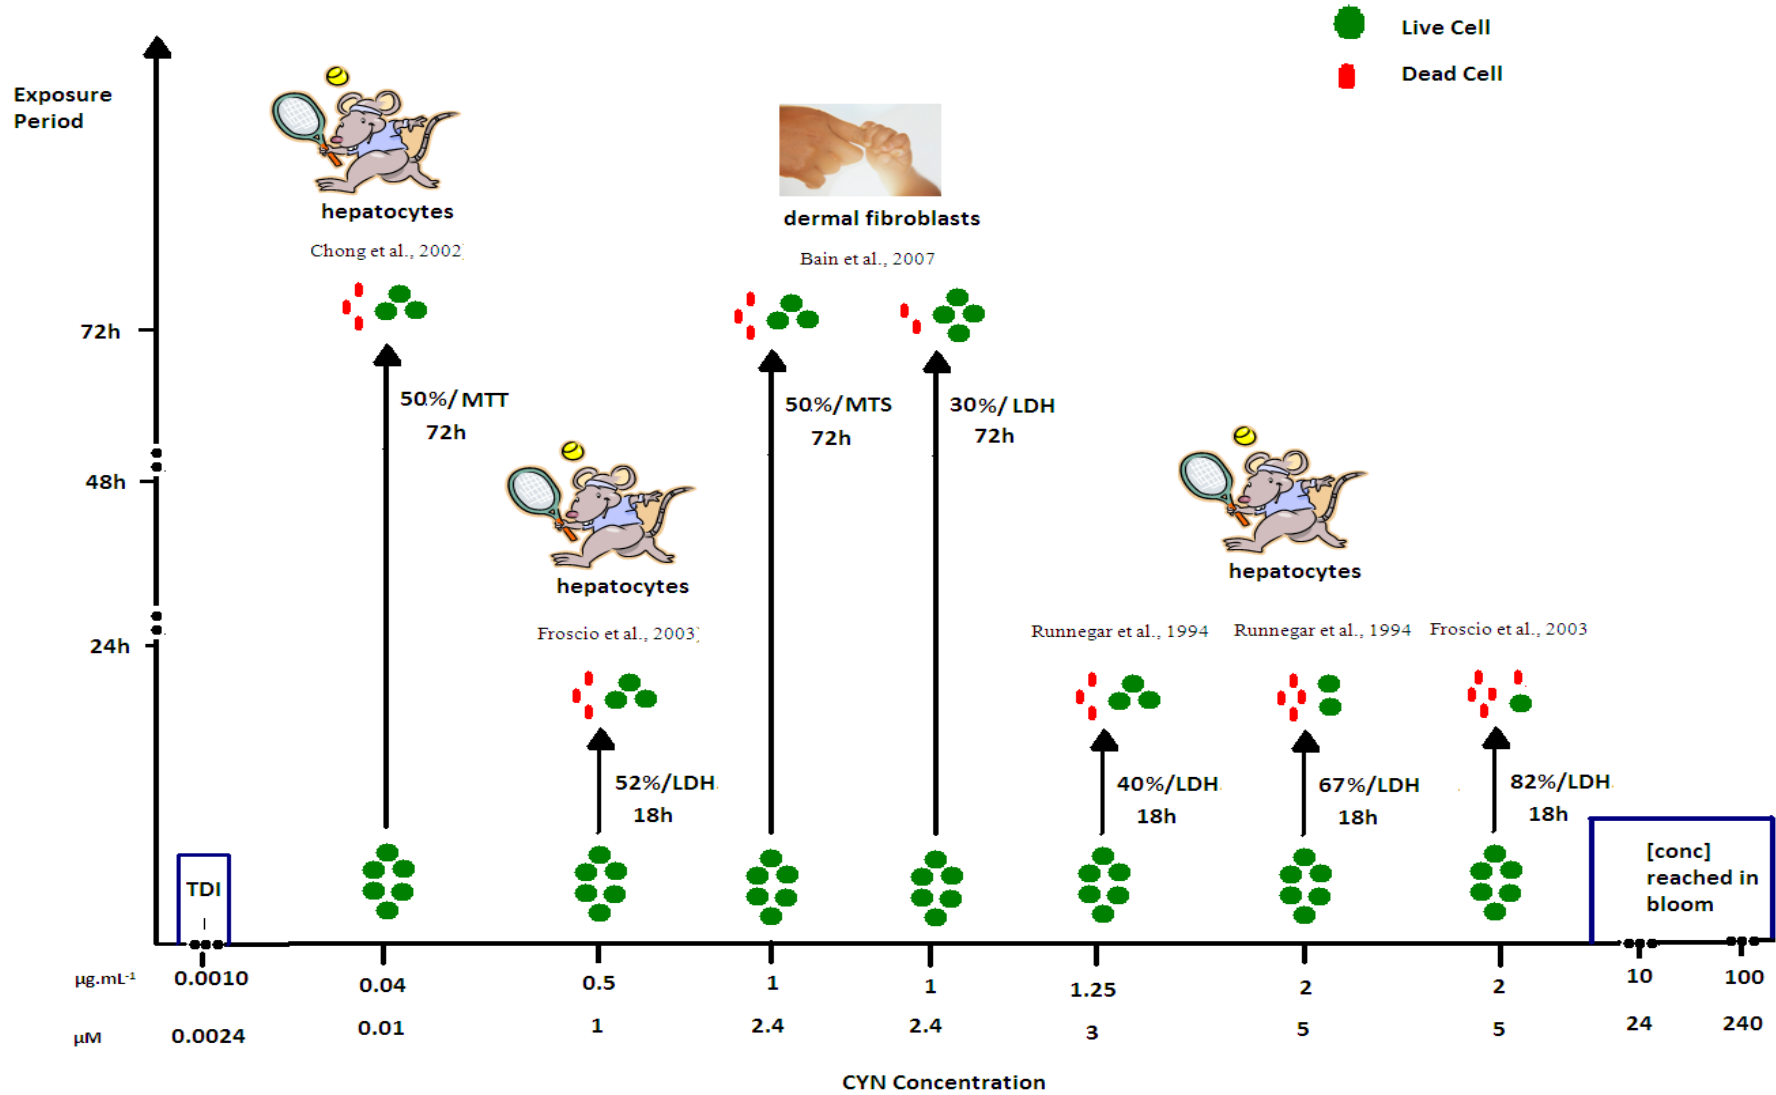 Live Cell
Dead Cell
Exposure
Period
hepatocytes
Chong et al., 2002]
dermal fibroblasts
Bain et al., 2007
72h
50%/MTT
72h
50%/MTS
72h
30%/ LDH
72h
48h
hepatocytes
Froscio et al., 2003]
hepatocytes
Runnegar et al., 1994
Runnegar et al., 1994
Froscio et al., 2003
24h
52%/LDH
18h
40%/LDH
18h
67%/LDH
18h
82%/LDH
18h
TDI
[conc]
reached in
bloom
µg.mL-1 0.0010 0.04 0.5 1 1 1.25 2 2 10 100
µM 0.0024 0.01 1 2.4 2.4 3 5 5 24 240
CYN Concentration